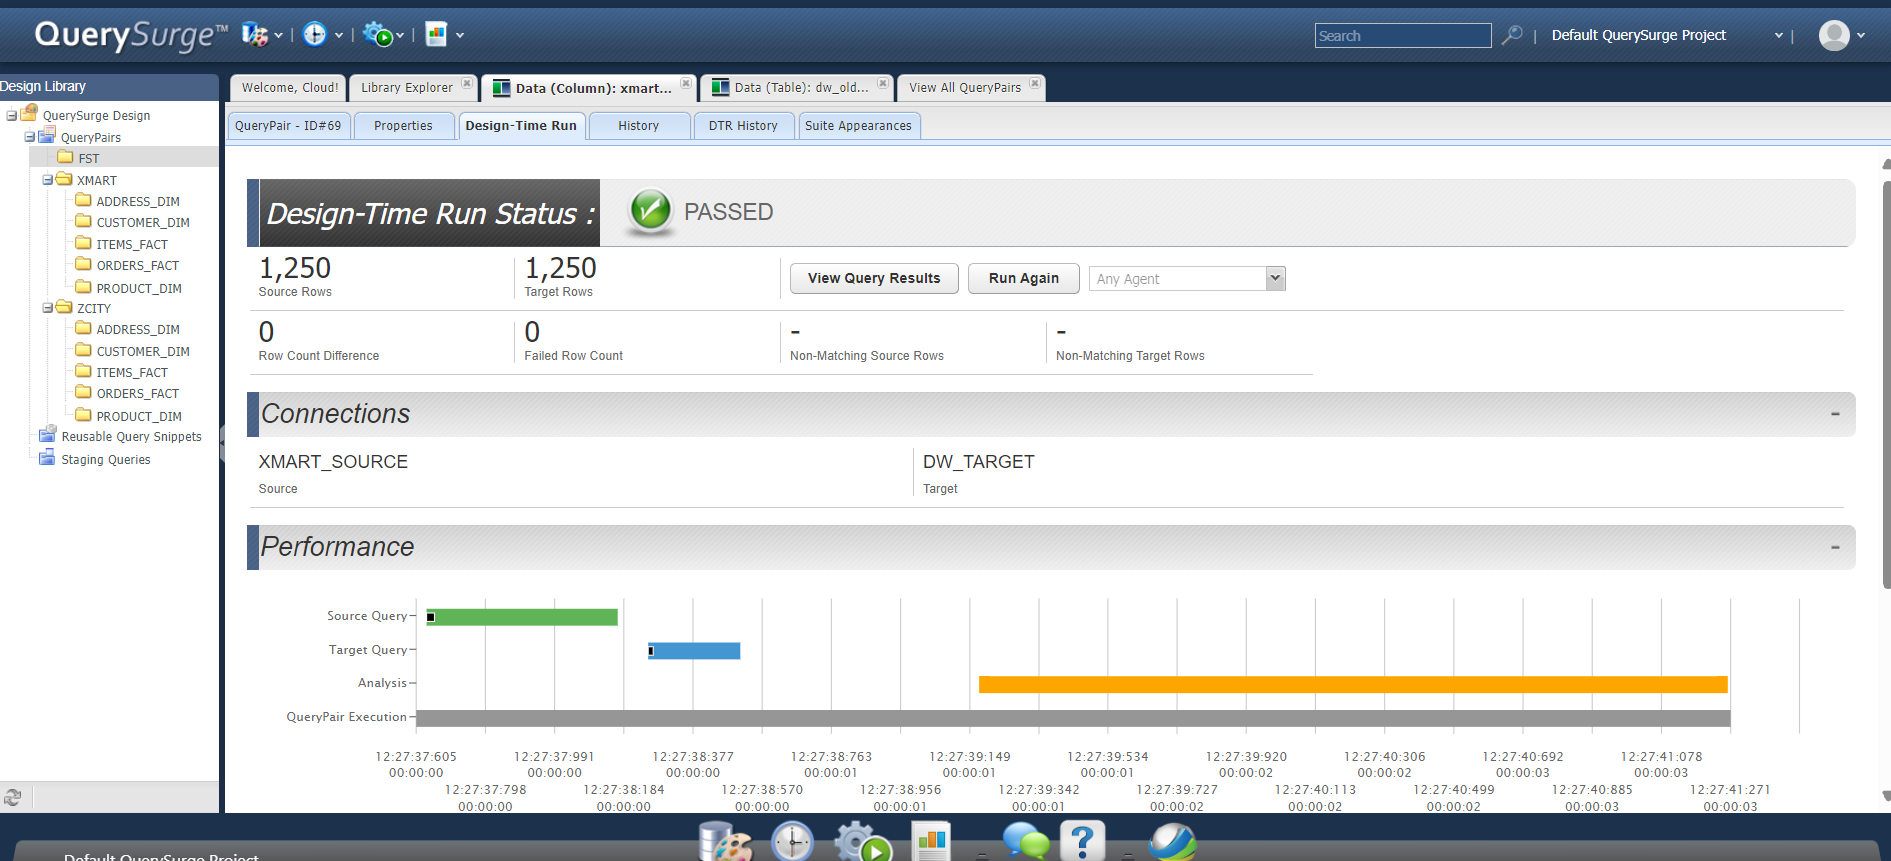 QuerySurge™
Search
Default QuerySurge Project
Design Library
QuerySurge Design
QueryPairs
FST
XMART
ADDRESS_DIM
CUSTOMER_DIM
ITEMS_FACT
ORDERS_FACT
PRODUCT_DIM
ZCITY
ADDRESS_DIM
CUSTOMER_DIM
ITEMS_FACT
ORDERS_FACT
PRODUCT_DIM
Reusable Query Snippets
Staging Queries
Welcome, Cloud! Library Explorer Data (Column): xmart... Data (Table): dw_old... View All QueryPairs
QueryPair - ID#69 Properties Design-Time Run History DTR History Suite Appearances
Design-Time Run Status : PASSED
1,250 1,250
Source Rows Target Rows
View Query Results Run Again Any Agent
0 0 - -
Row Count Difference Failed Row Count Non-Matching Source Rows Non-Matching Target Rows
Connections -
XMART_SOURCE DW_TARGET
Source Target
Performance -
Source Query
Target Query
Analysis
QueryPair Execution
12:27:37:605 12:27:37:991 12:27:38:377 12:27:38:763 12:27:39:149 12:27:39:534 12:27:39:920 12:27:40:306 12:27:40:692 12:27:41:078
00:00:00 00:00:00 00:00:00 00:00:01 00:00:01 00:00:01 00:00:02 00:00:02 00:00:03 00:00:03
12:27:37:798 12:27:38:184 12:27:38:570 12:27:38:956 12:27:39:342 12:27:39:727 12:27:40:113 12:27:40:499 12:27:40:885 12:27:41:271
00:00:00 00:00:00 00:00:00 00:00:01 00:00:01 00:00:02 00:00:02 00:00:02 00:00:03 00:00:03
Default QuerySurge Project